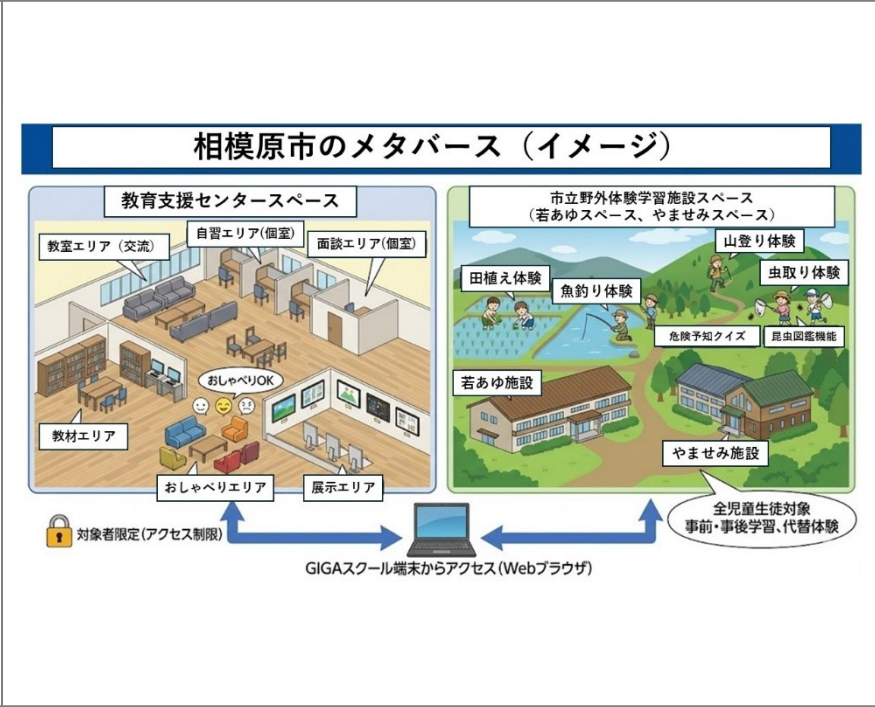 相模原市のメタバース（イメージ）
教育支援センタースペース
教室エリア（交流）
自習エリア(個室)
面談エリア(個室)
おしゃべりOK
教材エリア
おしゃべりエリア
展示エリア
市立野外体験学習施設スペース
（若あゆスペース、やませみスペース）
山登り体験
田植え体験
魚釣り体験
虫取り体験
危険予知クイズ
昆虫図鑑機能
若あゆ施設
やませみ施設
対象者限定(アクセス制限)
全児童生徒対象
事前・事後学習、代替体験
GIGAスクール端末からアクセス(Webブラウザ)